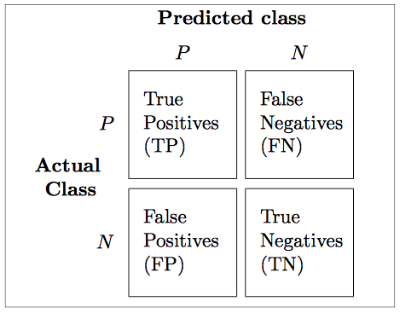 Predicted class
P N
True False
Positives Negatives
P
(TP) (FN)
Actual
Class
False True
Positives Negatives
N
(FP) (TN)